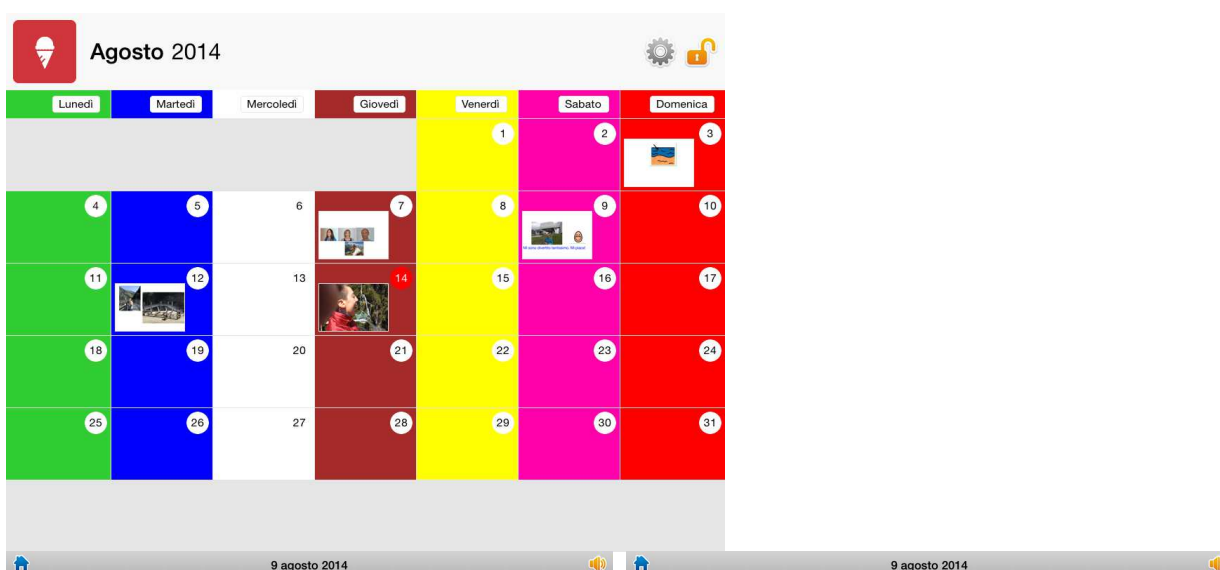 Agosto 2014
Lunedì Martedì Mercoledì Giovedì Venerdì Sabato Domenica
1 2 3
4 5 6 7 8 9 10
11 12 13 14 15 16 17
18 19 20 21 22 23 24
25 26 27 28 29 30 31
9 agosto 2014 9 agosto 2014